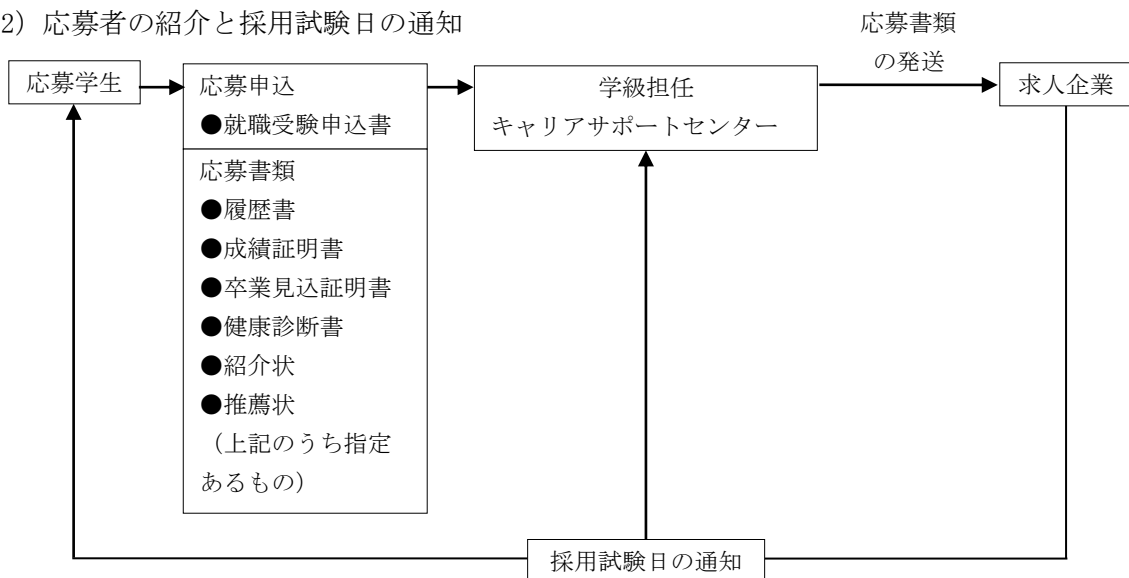 2）応募者の紹介と採用試験日の通知
応募書類
の発送
応募学生
応募申込
●就職受験申込書
応募書類
●履歴書
●成績証明書
●卒業見込証明書
●健康診断書
●紹介状
●推薦状
（上記のうち指定
あるもの）
学級担任
キャリアサポートセンター
求人企業
採用試験日の通知